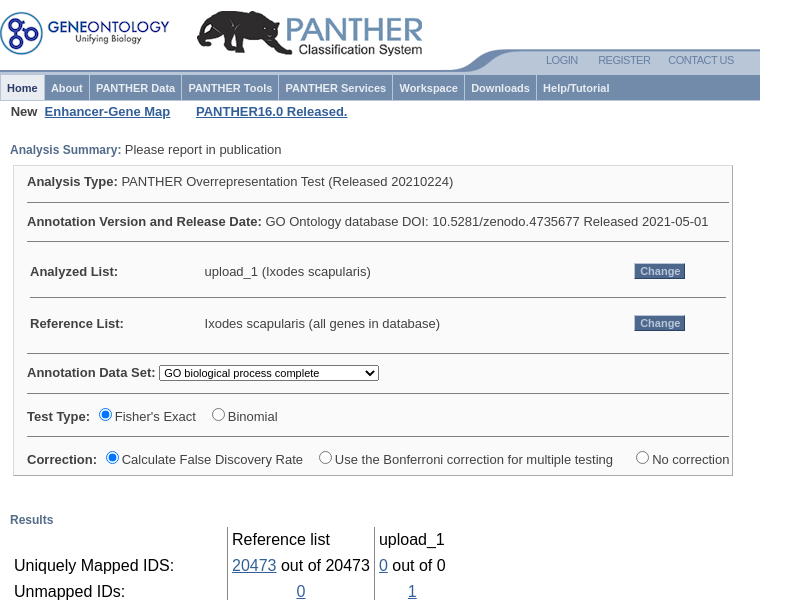 GENEONTOLOGY
Unifying Biology
PANTHER
Classification System
LOGIN REGISTER CONTACT US
Home About PANTHER Data PANTHER Tools PANTHER Services Workspace Downloads Help/Tutorial
New Enhancer-Gene Map PANTHER16.0 Released.
Analysis Summary: Please report in publication
Analysis Type: PANTHER Overrepresentation Test (Released 20210224)
Annotation Version and Release Date: GO Ontology database DOI: 10.5281/zenodo.4735677 Released 2021-05-01
Analyzed List: upload_1 (Ixodes scapularis) Change
Reference List: Ixodes scapularis (all genes in database) Change
Annotation Data Set: GO biological process complete
Test Type: Fisher's Exact Binomial
Correction: Calculate False Discovery Rate Use the Bonferroni correction for multiple testing No correction
Results
Reference list upload_1
Uniquely Mapped IDS: 20473 out of 20473 0 out of 0
Unmapped IDs: 0 1